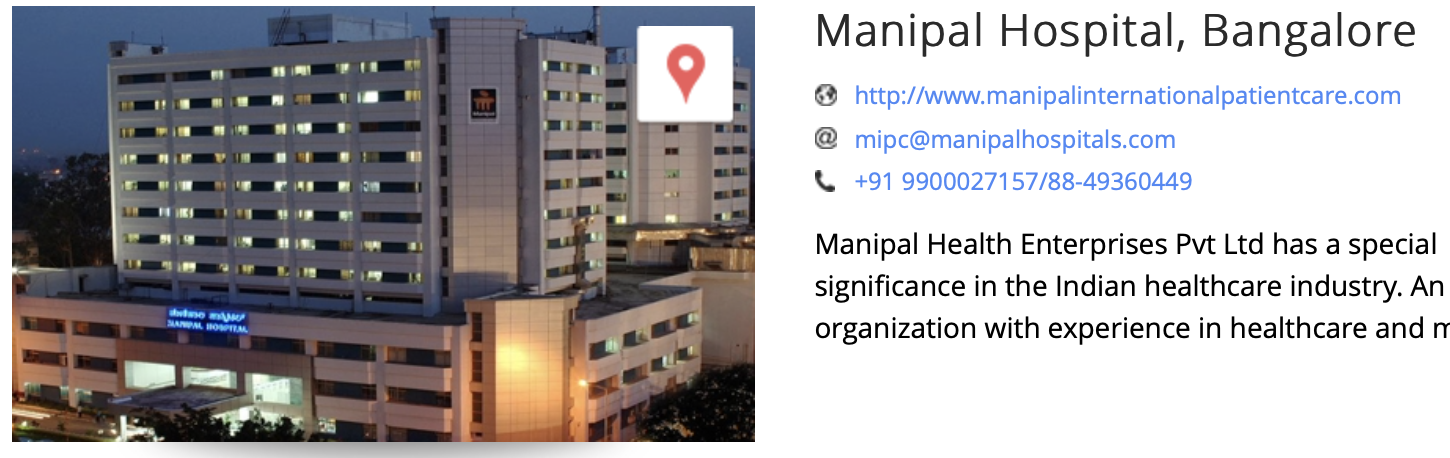 Manipal Hospital, Bangalore
http://www.manipalinternationalpatientcare.com
mipc@manipalhospitals.com
+91 9900027157/88-49360449
Manipal Health Enterprises Pvt Ltd has a special
significance in the Indian healthcare industry. An
organization with experience in healthcare and m
Manipal
ಮಣಿಪಾಲ ಆಸ್ಪತ್ರೆ
MANIPAL HOSPITAL